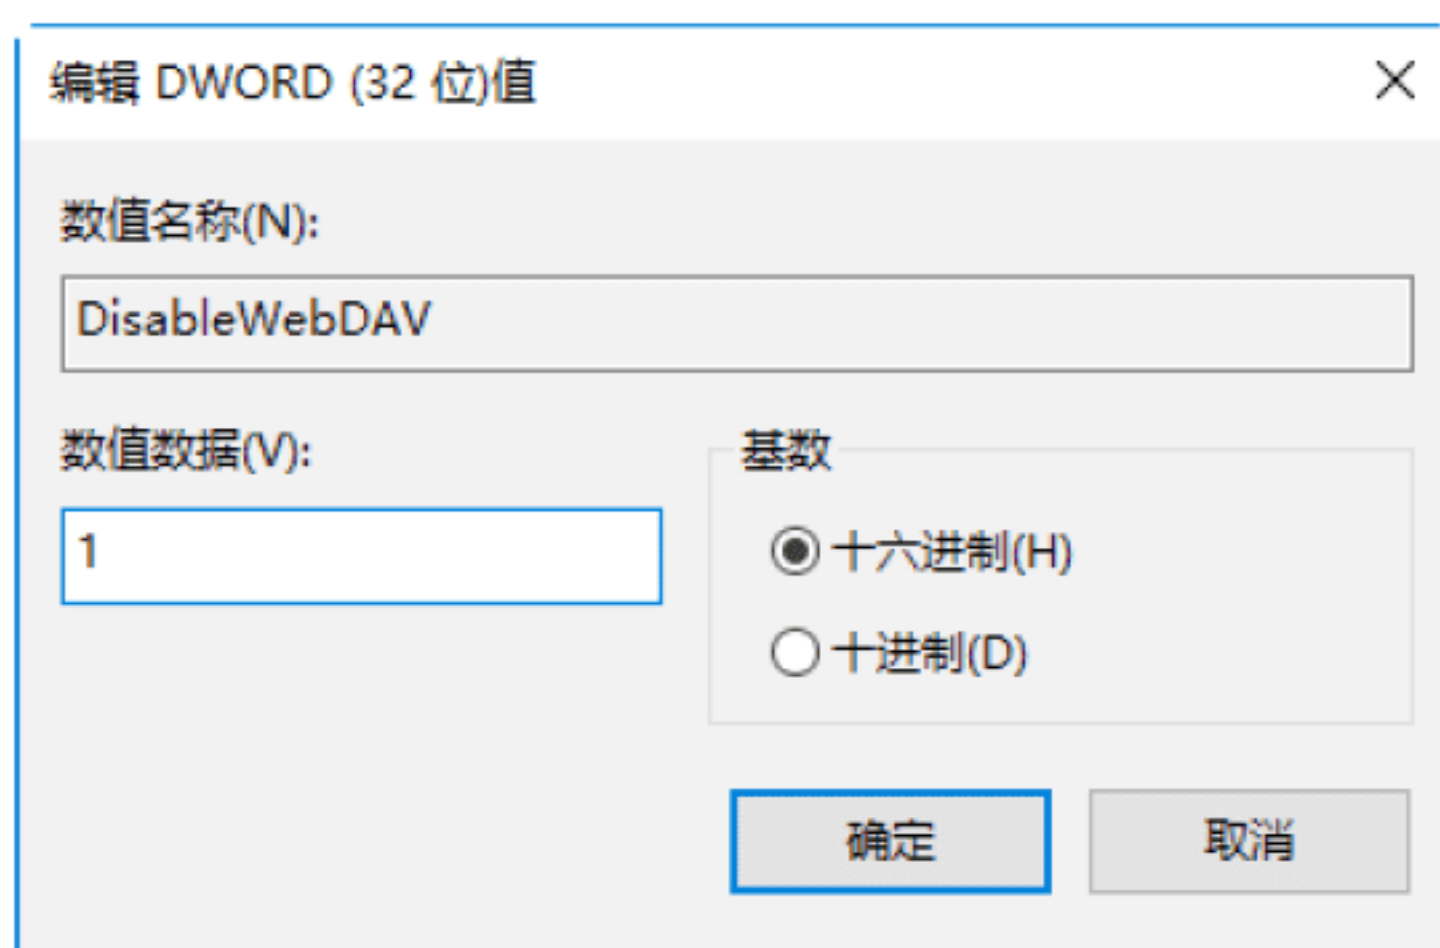 编辑 DWORD (32 位)值
数值名称(N):
DisableWebDAV
数值数据(V):
基数
1
十六进制(H)
十进制(D)
确定
取消